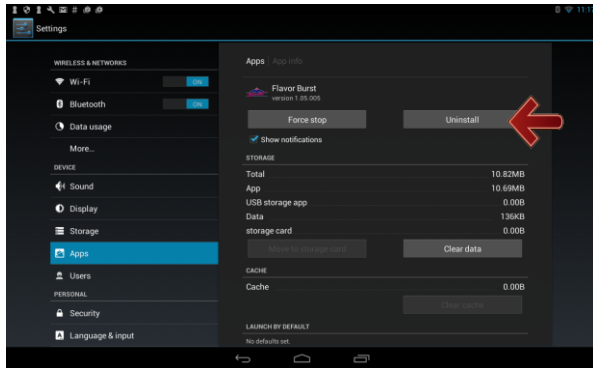 11:17
Settings
WIRELESS & NETWORKS
Wi-Fi ON
Bluetooth ON
Data usage
More...
DEVICE
Sound
Display
Storage
Apps
Users
PERSONAL
Security
Language & input
Apps | App info
Flavor Burst
version 1.05.005
Force stop Uninstall
Show notifications
STORAGE
Total 10.82MB
App 10.69MB
USB storage app 0.00B
Data 136KB
storage card 0.00B
Move to storage card Clear data
CACHE
Cache 0.00B
Clear cache
LAUNCH BY DEFAULT
No defaults set.